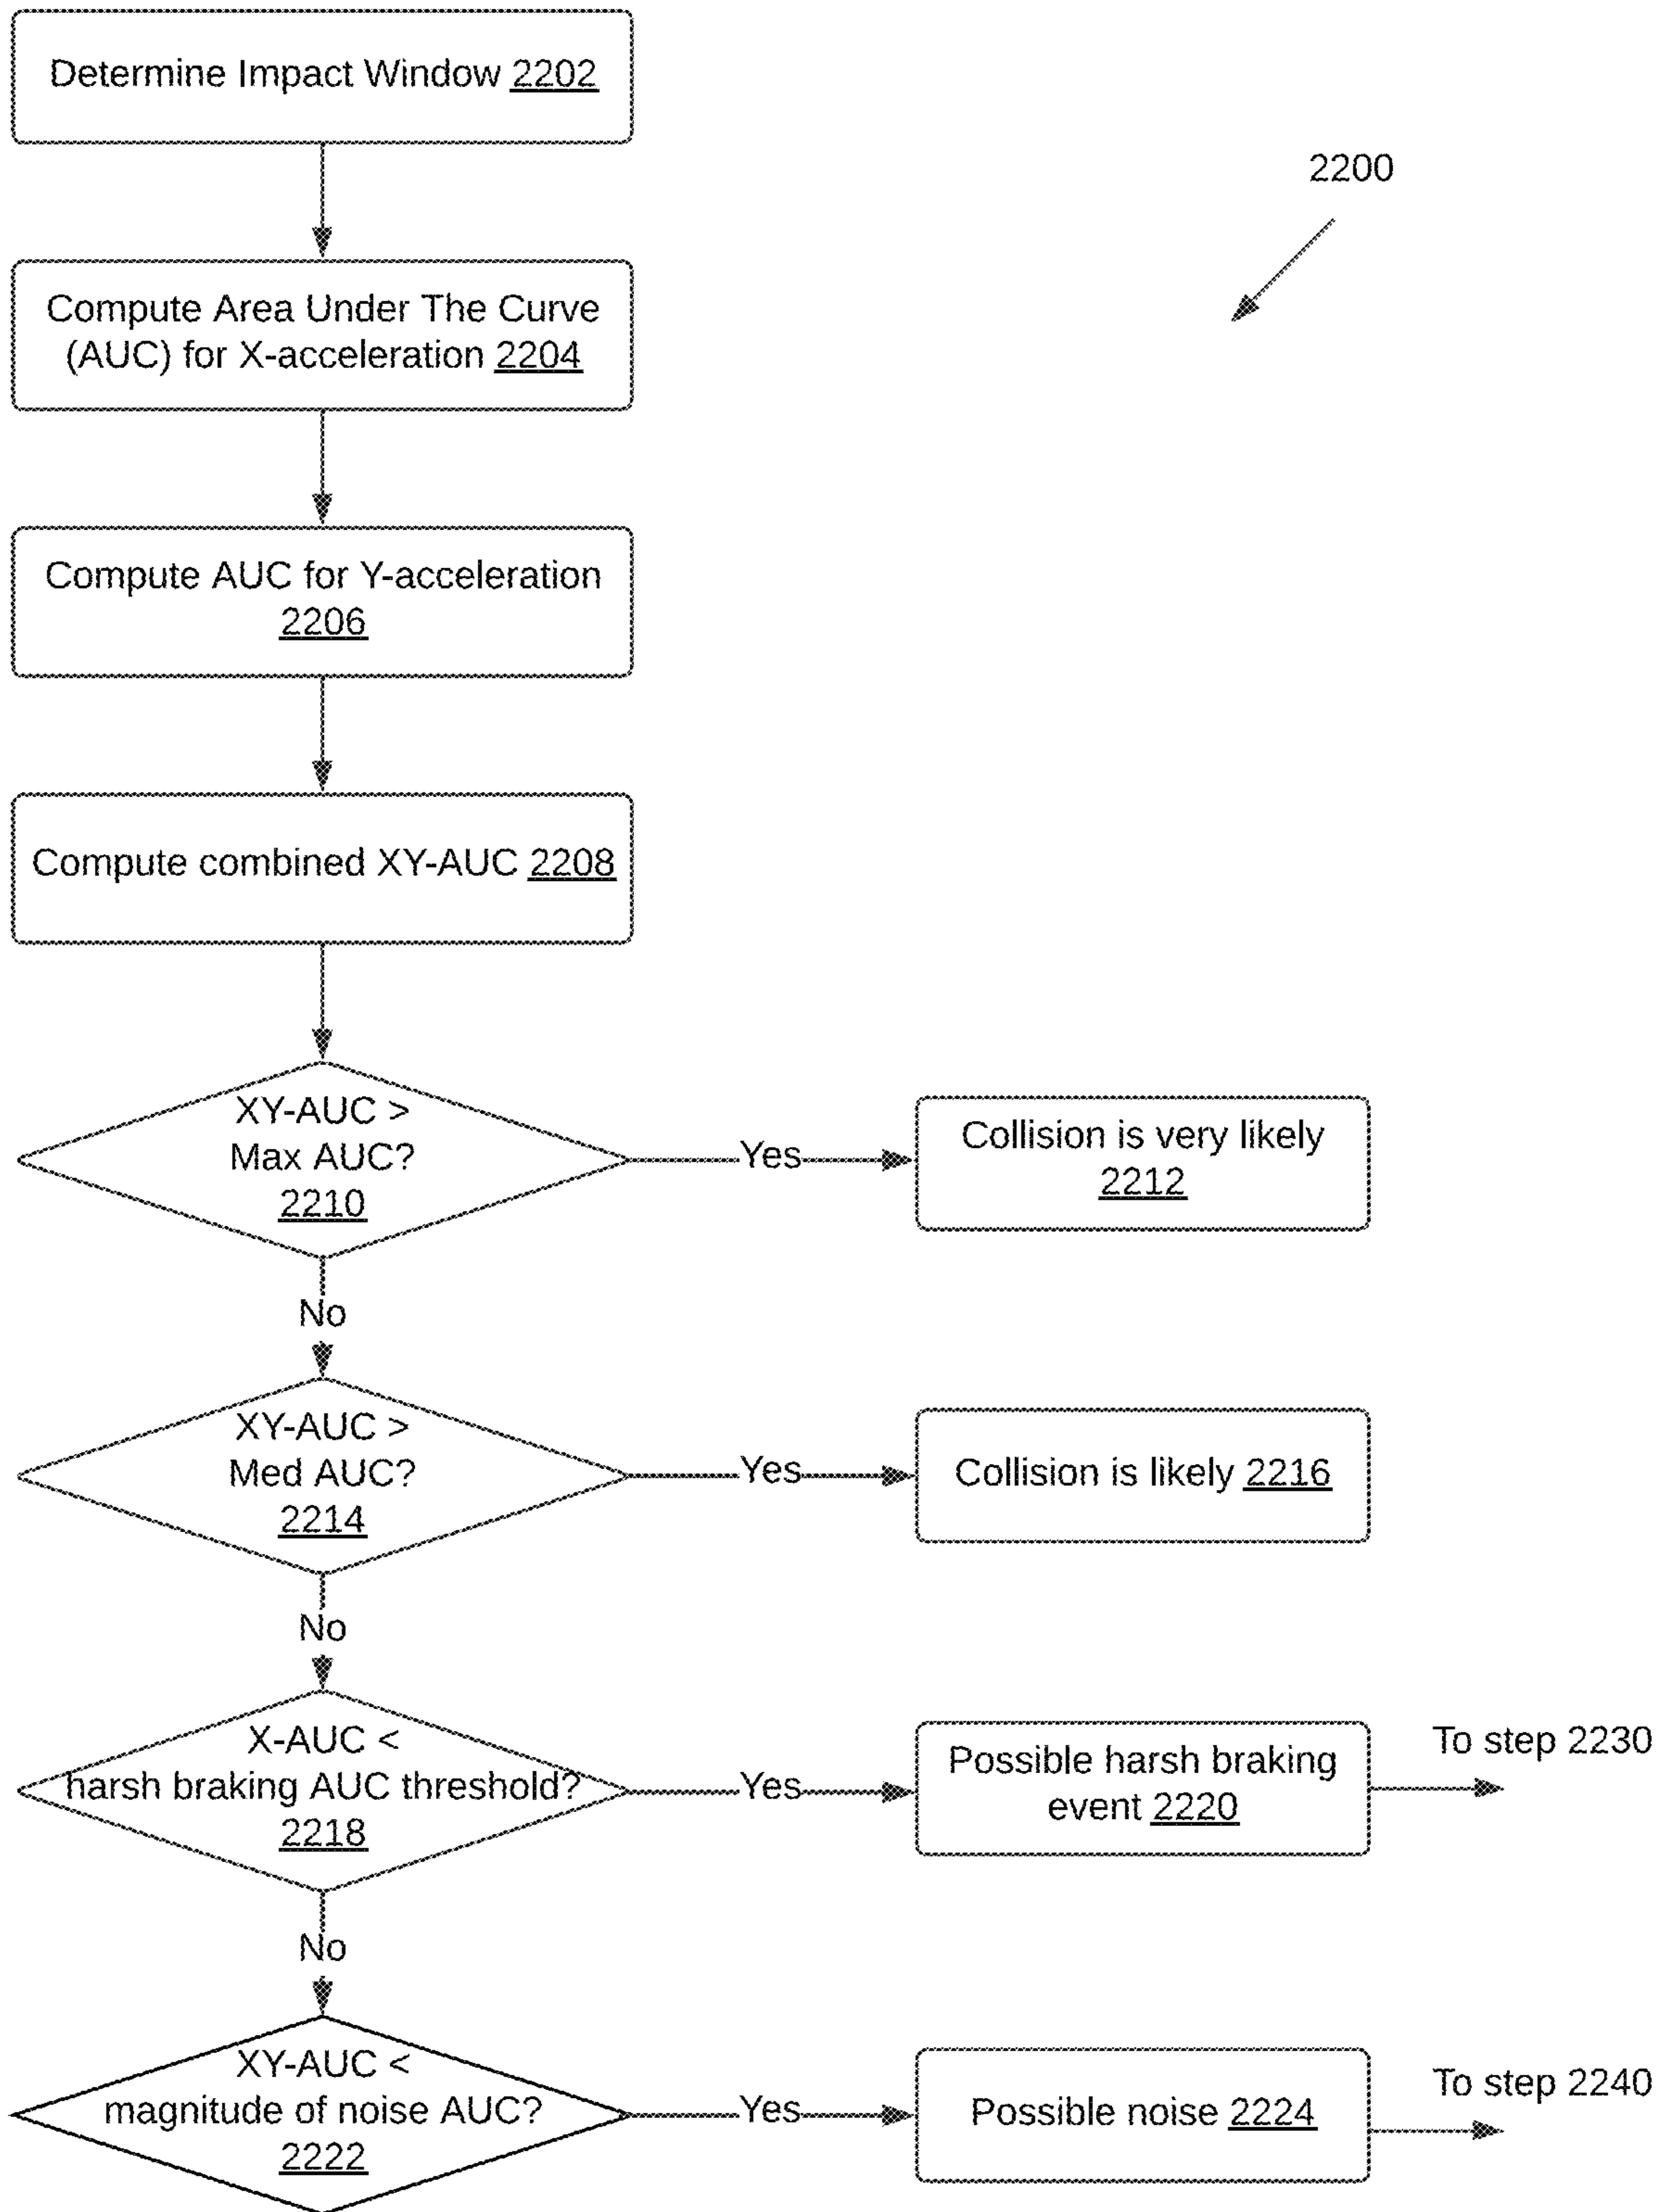 Determine Impact Window 2202
2200
Compute Area Under The Curve
(AUC) for X-acceleration 2204
Compute AUC for Y-acceleration
2206
Compute combined XY-AUC 2208
XY-AUC >
Max AUC?
2210
Yes
Collision is very likely
2212
No
XY-AUC >
Med AUC?
2214
Yes
Collision is likely 2216
No
X-AUC <
harsh braking AUC threshold?
2218
Yes
Possible harsh braking
event 2220
To step 2230
No
XY-AUC <
magnitude of noise AUC?
2222
Yes
Possible noise 2224
To step 2240